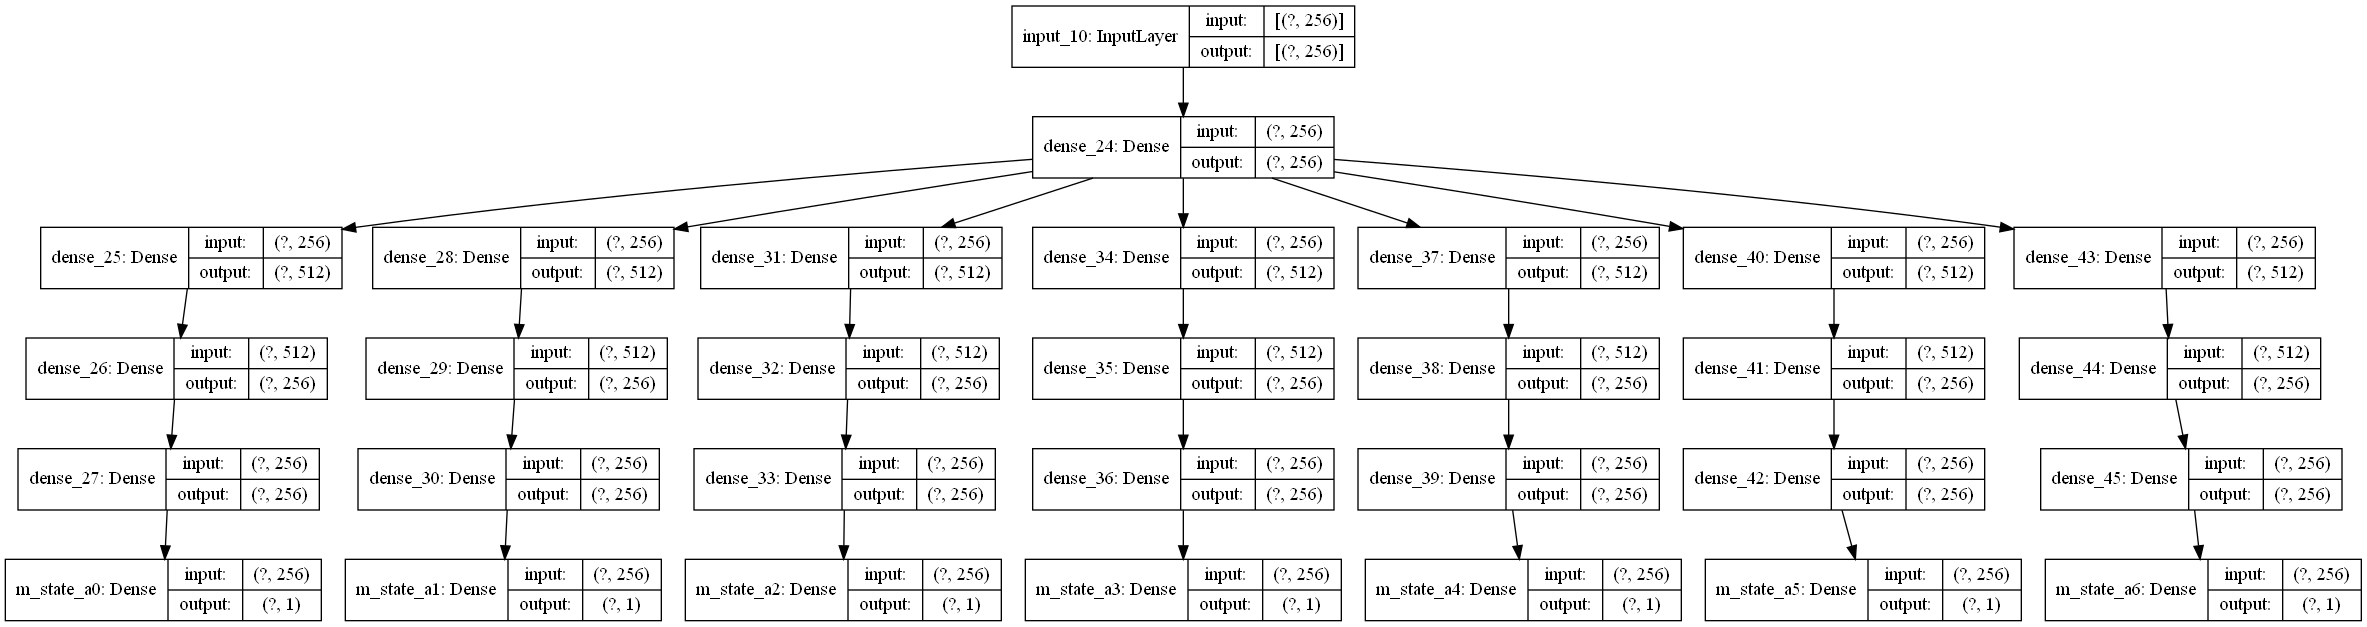 input_10: InputLayer input: [(?, 256)]
output: [(?, 256)]
dense_24: Dense input: (?, 256)
output: (?, 256)
dense_25: Dense input: (?, 256)
output: (?, 512)
dense_28: Dense input: (?, 256)
output: (?, 512)
dense_31: Dense input: (?, 256)
output: (?, 512)
dense_34: Dense input: (?, 256)
output: (?, 512)
dense_37: Dense input: (?, 256)
output: (?, 512)
dense_40: Dense input: (?, 256)
output: (?, 512)
dense_43: Dense input: (?, 256)
output: (?, 512)
dense_26: Dense input: (?, 512)
output: (?, 256)
dense_29: Dense input: (?, 512)
output: (?, 256)
dense_32: Dense input: (?, 512)
output: (?, 256)
dense_35: Dense input: (?, 512)
output: (?, 256)
dense_38: Dense input: (?, 512)
output: (?, 256)
dense_41: Dense input: (?, 512)
output: (?, 256)
dense_44: Dense input: (?, 512)
output: (?, 256)
dense_27: Dense input: (?, 256)
output: (?, 256)
dense_30: Dense input: (?, 256)
output: (?, 256)
dense_33: Dense input: (?, 256)
output: (?, 256)
dense_36: Dense input: (?, 256)
output: (?, 256)
dense_39: Dense input: (?, 256)
output: (?, 256)
dense_42: Dense input: (?, 256)
output: (?, 256)
dense_45: Dense input: (?, 256)
output: (?, 256)
m_state_a0: Dense input: (?, 256)
output: (?, 1)
m_state_a1: Dense input: (?, 256)
output: (?, 1)
m_state_a2: Dense input: (?, 256)
output: (?, 1)
m_state_a3: Dense input: (?, 256)
output: (?, 1)
m_state_a4: Dense input: (?, 256)
output: (?, 1)
m_state_a5: Dense input: (?, 256)
output: (?, 1)
m_state_a6: Dense input: (?, 256)
output: (?, 1)